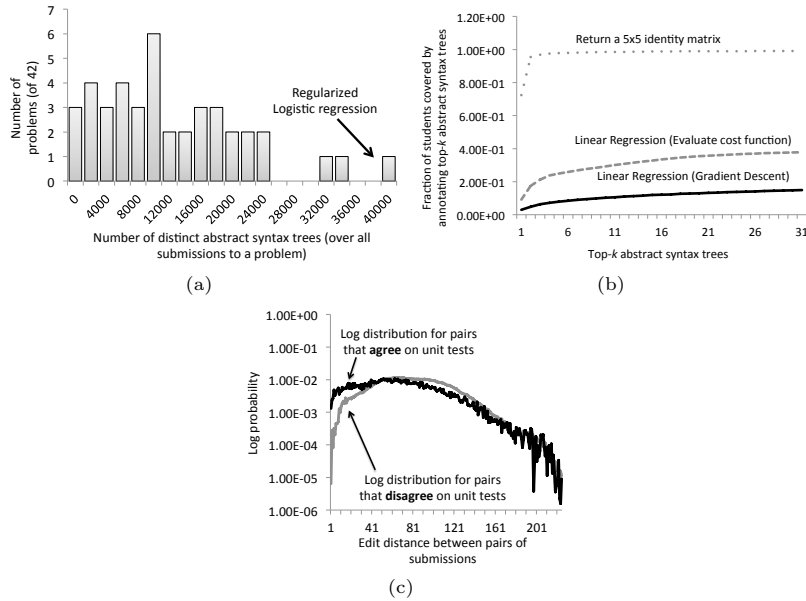 7
6
5
4
3
2
1
0
Number of
problems (of 42)
Regularized
Logistic regression
0
4000
8000
12000
16000
20000
24000
28000
32000
36000
40000
Number of distinct abstract syntax trees (over all
submissions to a problem)
(a)
1.20E+00
1.00E+00
8.00E-01
6.00E-01
4.00E-01
2.00E-01
0.00E+00
Fraction of students covered by
annotating top-k abstract syntax trees
Return a 5x5 identity matrix
Linear Regression (Evaluate cost function)
Linear Regression (Gradient Descent)
1 6 11 16 21 26 31
Top-k abstract syntax trees
(b)
1.00E+00
1.00E-01
1.00E-02
1.00E-03
1.00E-04
1.00E-05
1.00E-06
Log probability
Log distribution for pairs
that agree on unit tests
Log distribution for pairs
that disagree on unit tests
1 41 81 121 161 201
Edit distance between pairs of
submissions
(c)